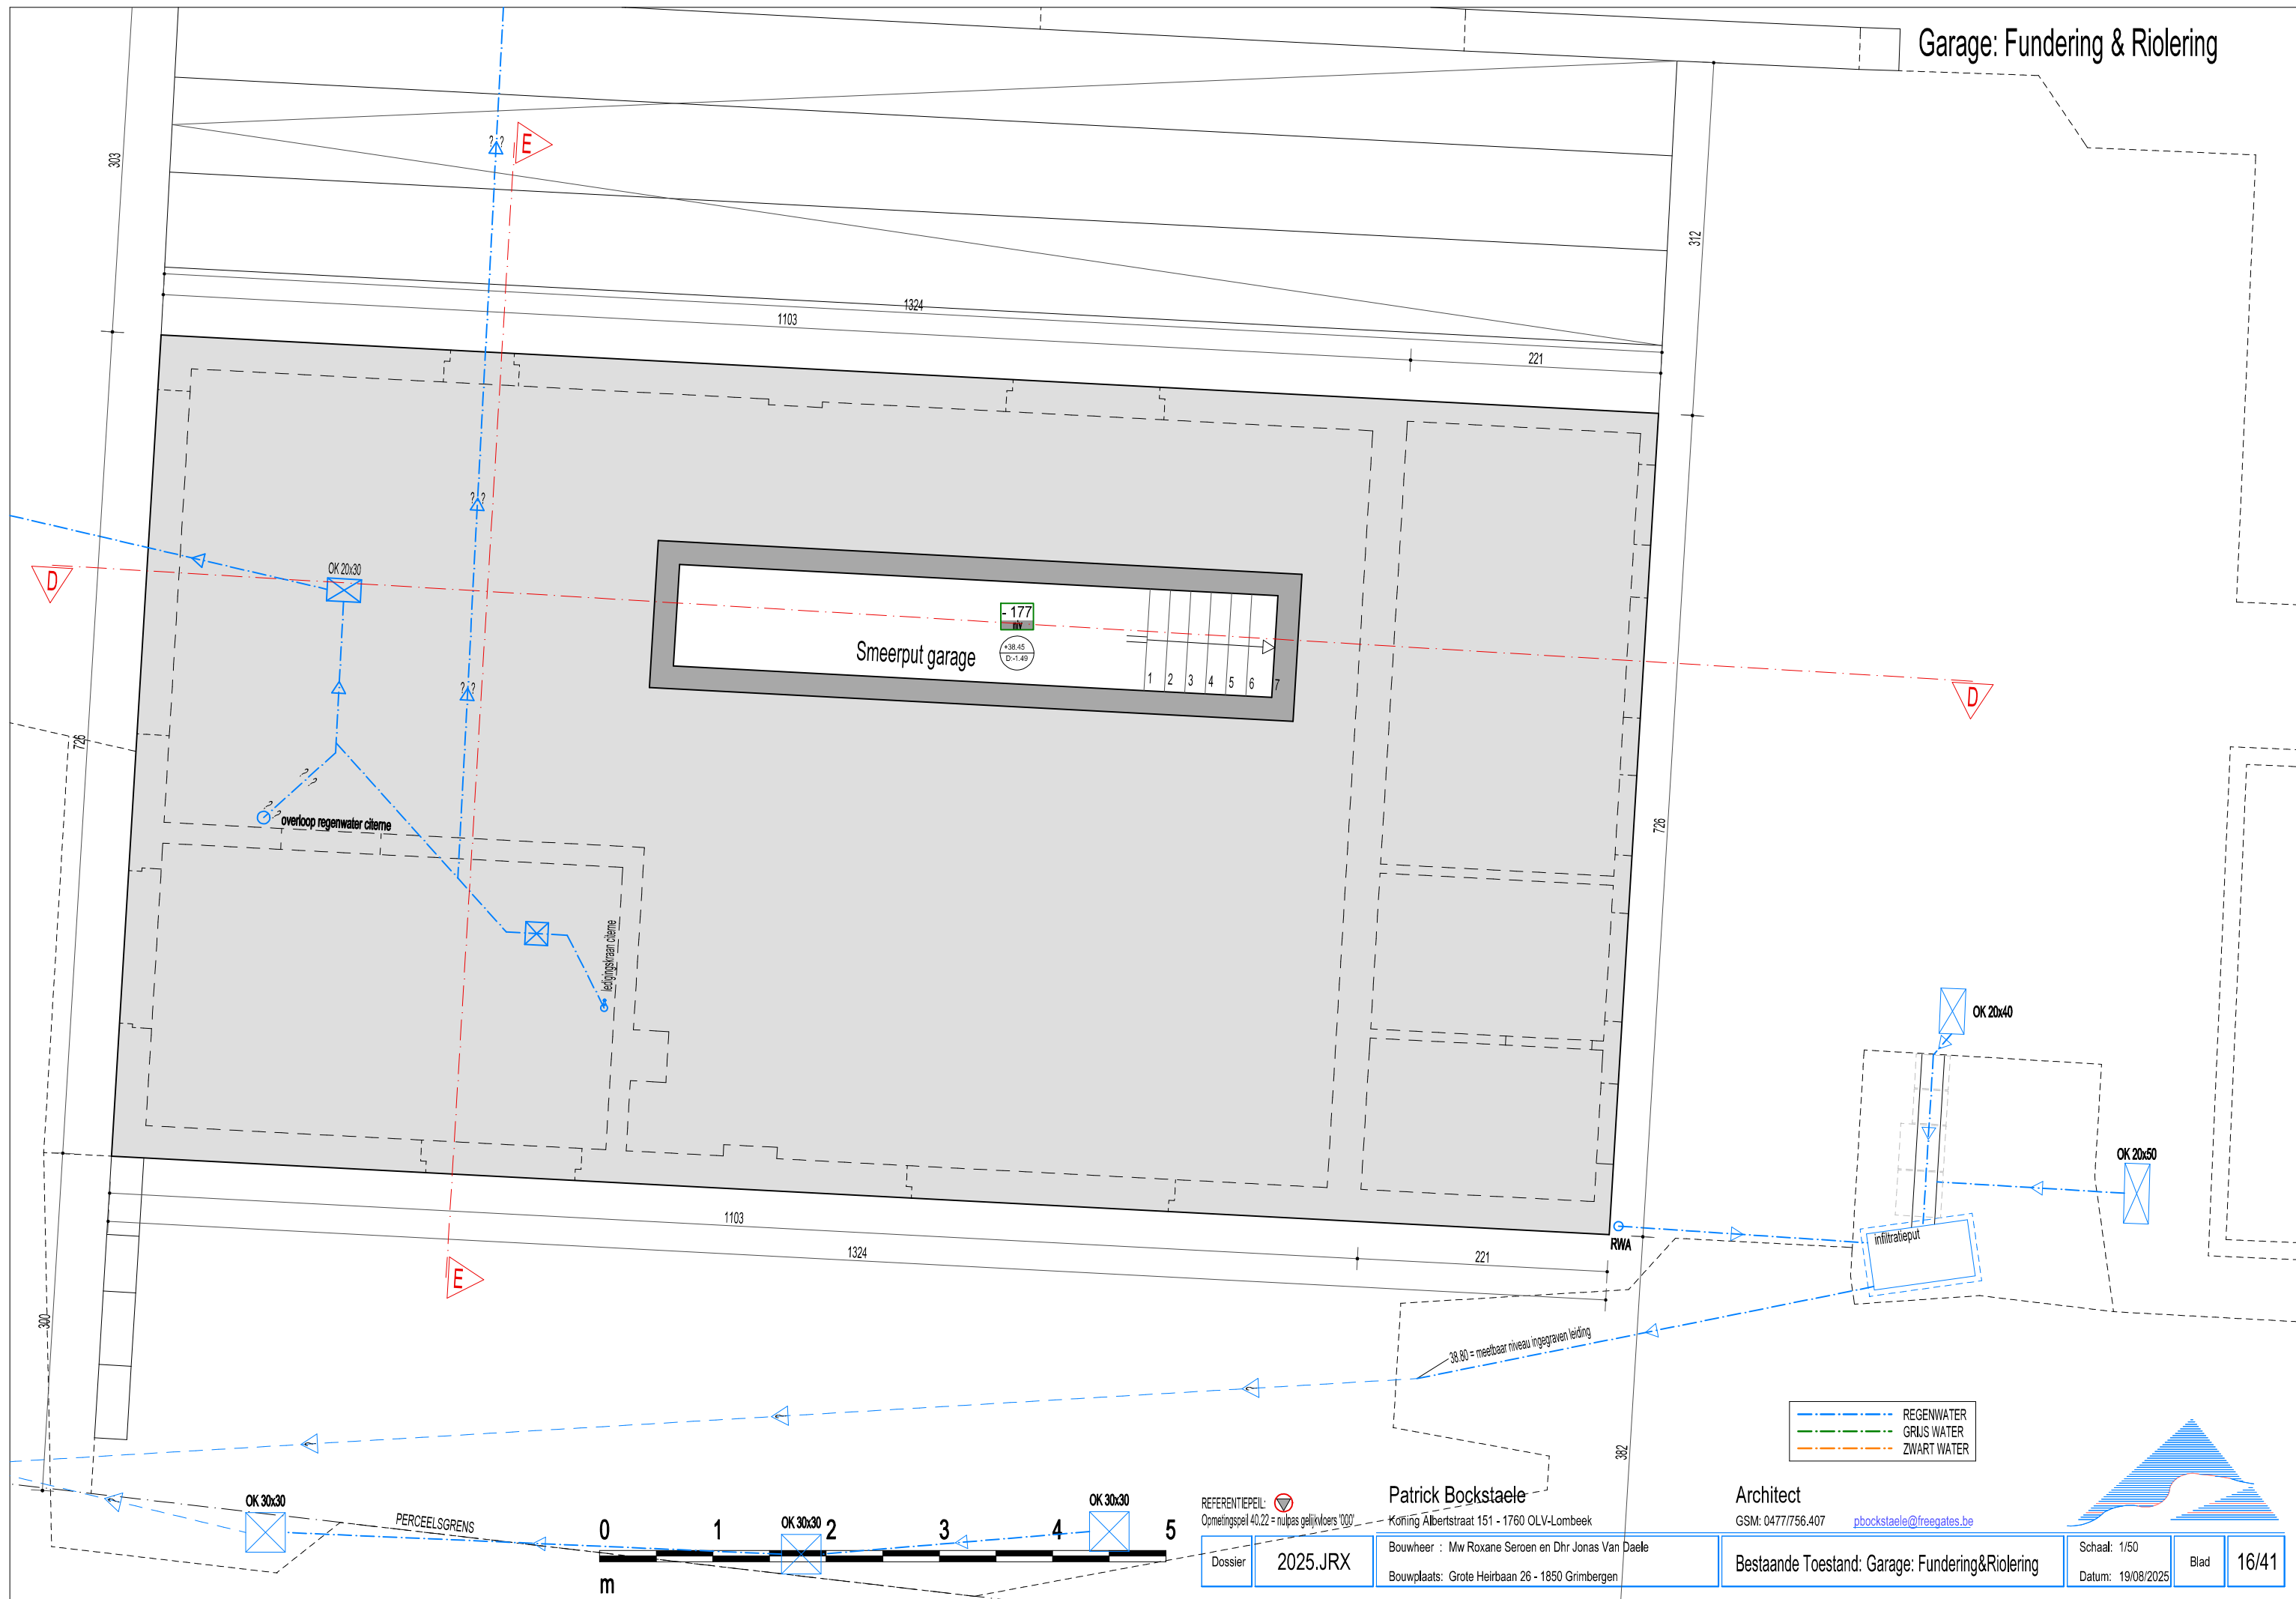 Garage: Fundering & Riolering
303
? ?
E
312
1324
1103
221
? ?
OK 20x30
D
- 177
niv
Smeerput garage
+38.45
D:-1.49
1 2 3 4 5 6 7
D
? ?
726
? ?
? ?
overloop regenwater citerne
726
ledigingskraan citerne
OK 20x40
OK 20x50
1103
1324
221
RWA
infiltratieput
E
300
38.80 = meetbaar niveau ingegraven leiding
?
?
?
?
382
REGENWATER
GRIJS WATER
ZWART WATER
OK 30x30
PERCEELSGRENS
OK 30x30
OK 30x30
0 1 2 3 4 5
m
REFERENTIEPEIL:
Opmetingspeil 40.22 = nulpas gelijkvloers '000'
Patrick Bockstaele
Koning Albertstraat 151 - 1760 OLV-Lombeek
Architect
GSM: 0477/756.407
pbockstaele@freegates.be
Dossier
2025.JRX
Bouwheer : Mw Roxane Seroen en Dhr Jonas Van Daele
Bouwplaats: Grote Heirbaan 26 - 1850 Grimbergen
Bestaande Toestand: Garage: Fundering&Riolering
Schaal: 1/50
Datum: 19/08/2025
Blad
16/41